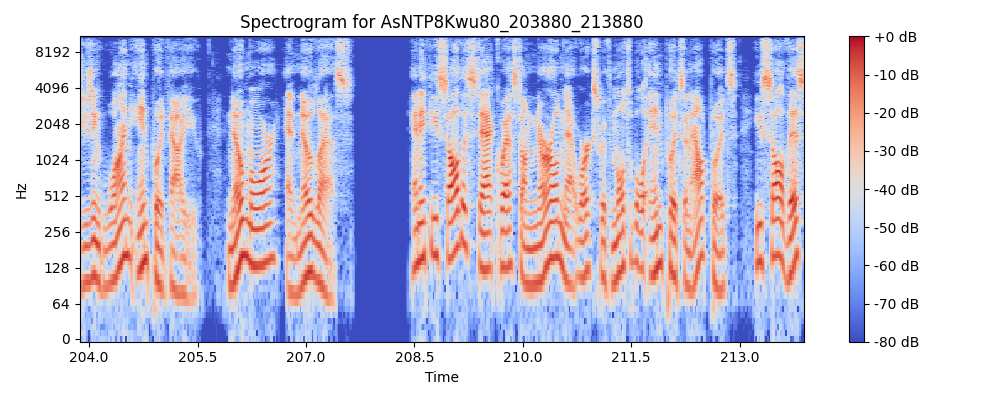 Spectrogram for AsNTP8Kwu80_203880_213880
8192
4096
2048
1024
512
256
128
64
0
Hz
204.0 205.5 207.0 208.5 210.0 211.5 213.0
Time
+0 dB
-10 dB
-20 dB
-30 dB
-40 dB
-50 dB
-60 dB
-70 dB
-80 dB